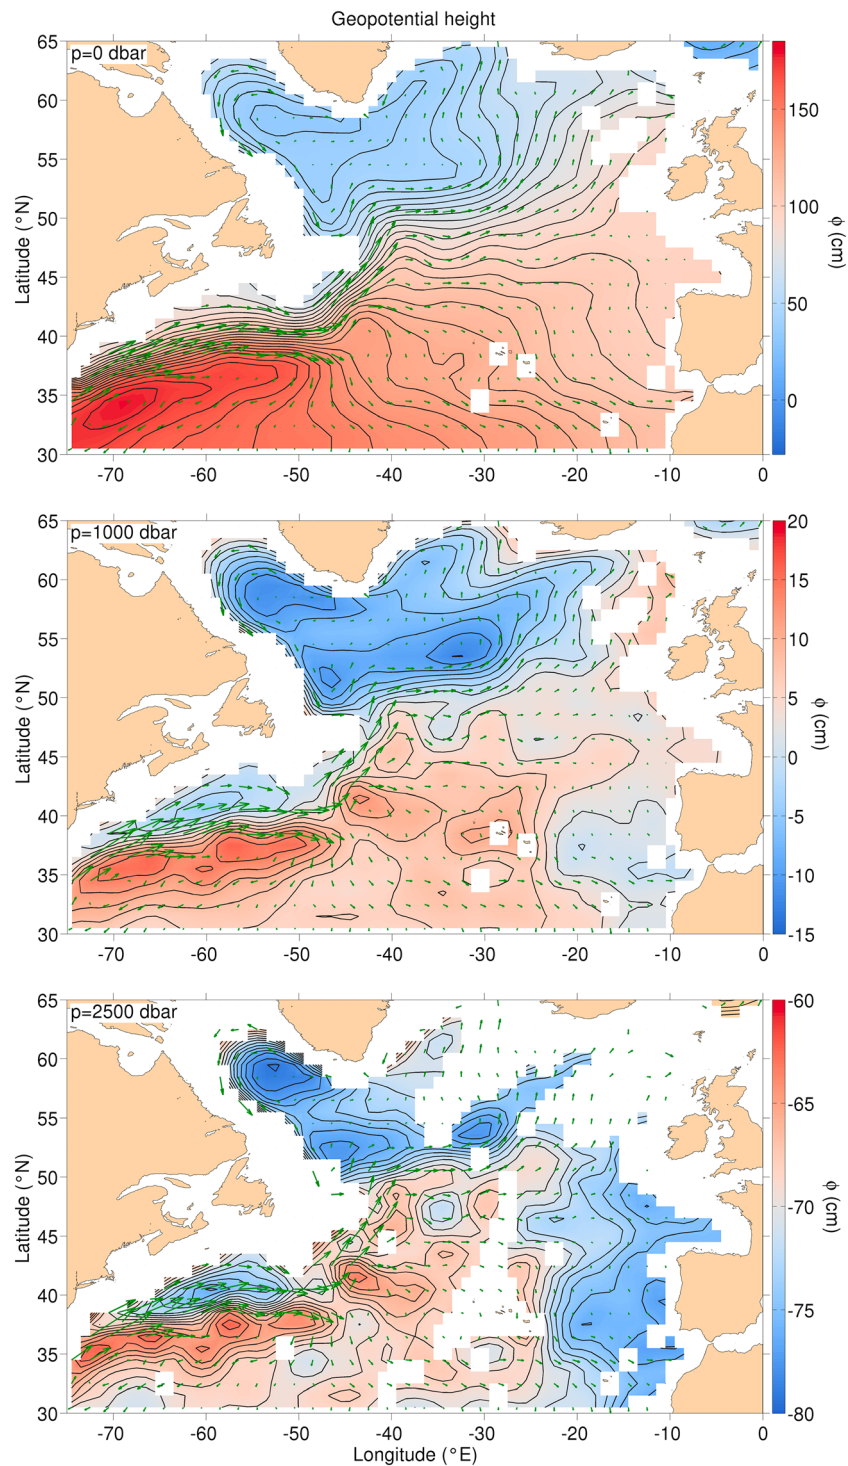 Geopotential height
p=0 dbar
65
60
55
50
45
40
35
30
Latitude (°N)
-70 -60 -50 -40 -30 -20 -10 0
150
100
50
0
ϕ (cm)
p=1000 dbar
65
60
55
50
45
40
35
30
Latitude (°N)
-70 -60 -50 -40 -30 -20 -10 0
20
15
10
5
0
-5
-10
-15
ϕ (cm)
p=2500 dbar
65
60
55
50
45
40
35
30
Latitude (°N)
-70 -60 -50 -40 -30 -20 -10 0
Longitude (°E)
-60
-65
-70
-75
-80
ϕ (cm)